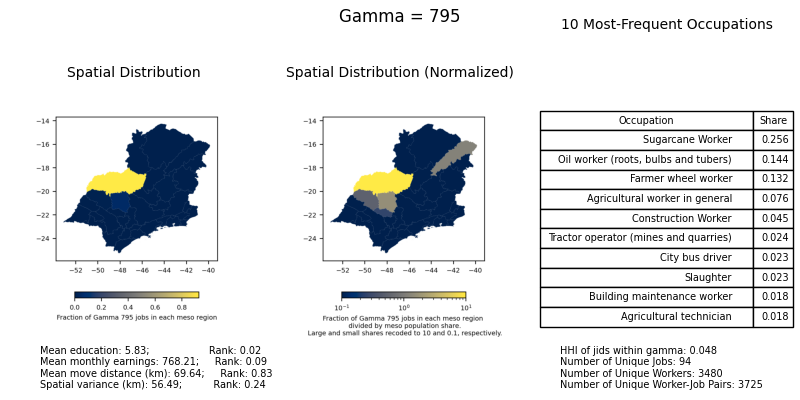 Gamma = 795
Spatial Distribution
−14
−16
−18
−20
−22
−24
−52 −50 −48 −46 −44 −42 −40
0.0 0.2 0.4 0.6 0.8
Fraction of Gamma 795 jobs in each meso region
Spatial Distribution (Normalized)
−14
−16
−18
−20
−22
−24
−52 −50 −48 −46 −44 −42 −40
10⁻¹ 10⁰ 10¹
Fraction of Gamma 795 jobs in each meso region
divided by meso population share.
Large and small shares recoded to 10 and 0.1, respectively.
10 Most-Frequent Occupations
Occupation Share
Sugarcane Worker 0.256
Oil worker (roots, bulbs and tubers) 0.144
Farmer wheel worker 0.132
Agricultural worker in general 0.076
Construction Worker 0.045
Tractor operator (mines and quarries) 0.024
City bus driver 0.023
Slaughter 0.023
Building maintenance worker 0.018
Agricultural technician 0.018
Mean education: 5.83; Rank: 0.02
Mean monthly earnings: 768.21; Rank: 0.09
Mean move distance (km): 69.64; Rank: 0.83
Spatial variance (km): 56.49; Rank: 0.24
HHI of jids within gamma: 0.048
Number of Unique Jobs: 94
Number of Unique Workers: 3480
Number of Unique Worker-Job Pairs: 3725